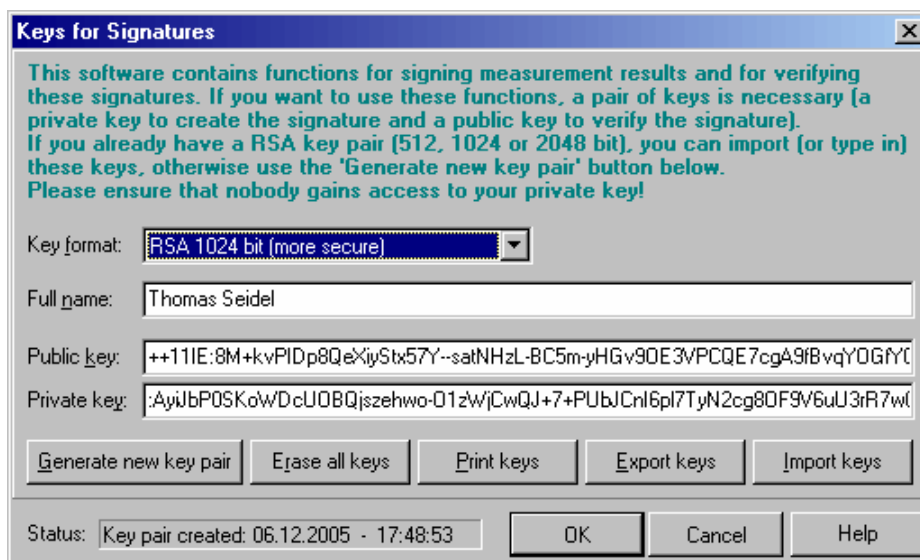 Keys for Signatures
This software contains functions for signing measurement results and for verifying
these signatures. If you want to use these functions, a pair of keys is necessary (a
private key to create the signature and a public key to verify the signature).
If you already have a RSA key pair (512, 1024 or 2048 bit), you can import (or type in)
these keys, otherwise use the 'Generate new key pair' button below.
Please ensure that nobody gains access to your private key!
Key format: RSA 1024 bit (more secure)
Full name: Thomas Seidel
Public key:
Private key:
Generate new key pair Erase all keys Print keys Export keys Import keys
Status: Key pair created: 06.12.2005 - 17:48:53 OK Cancel Help